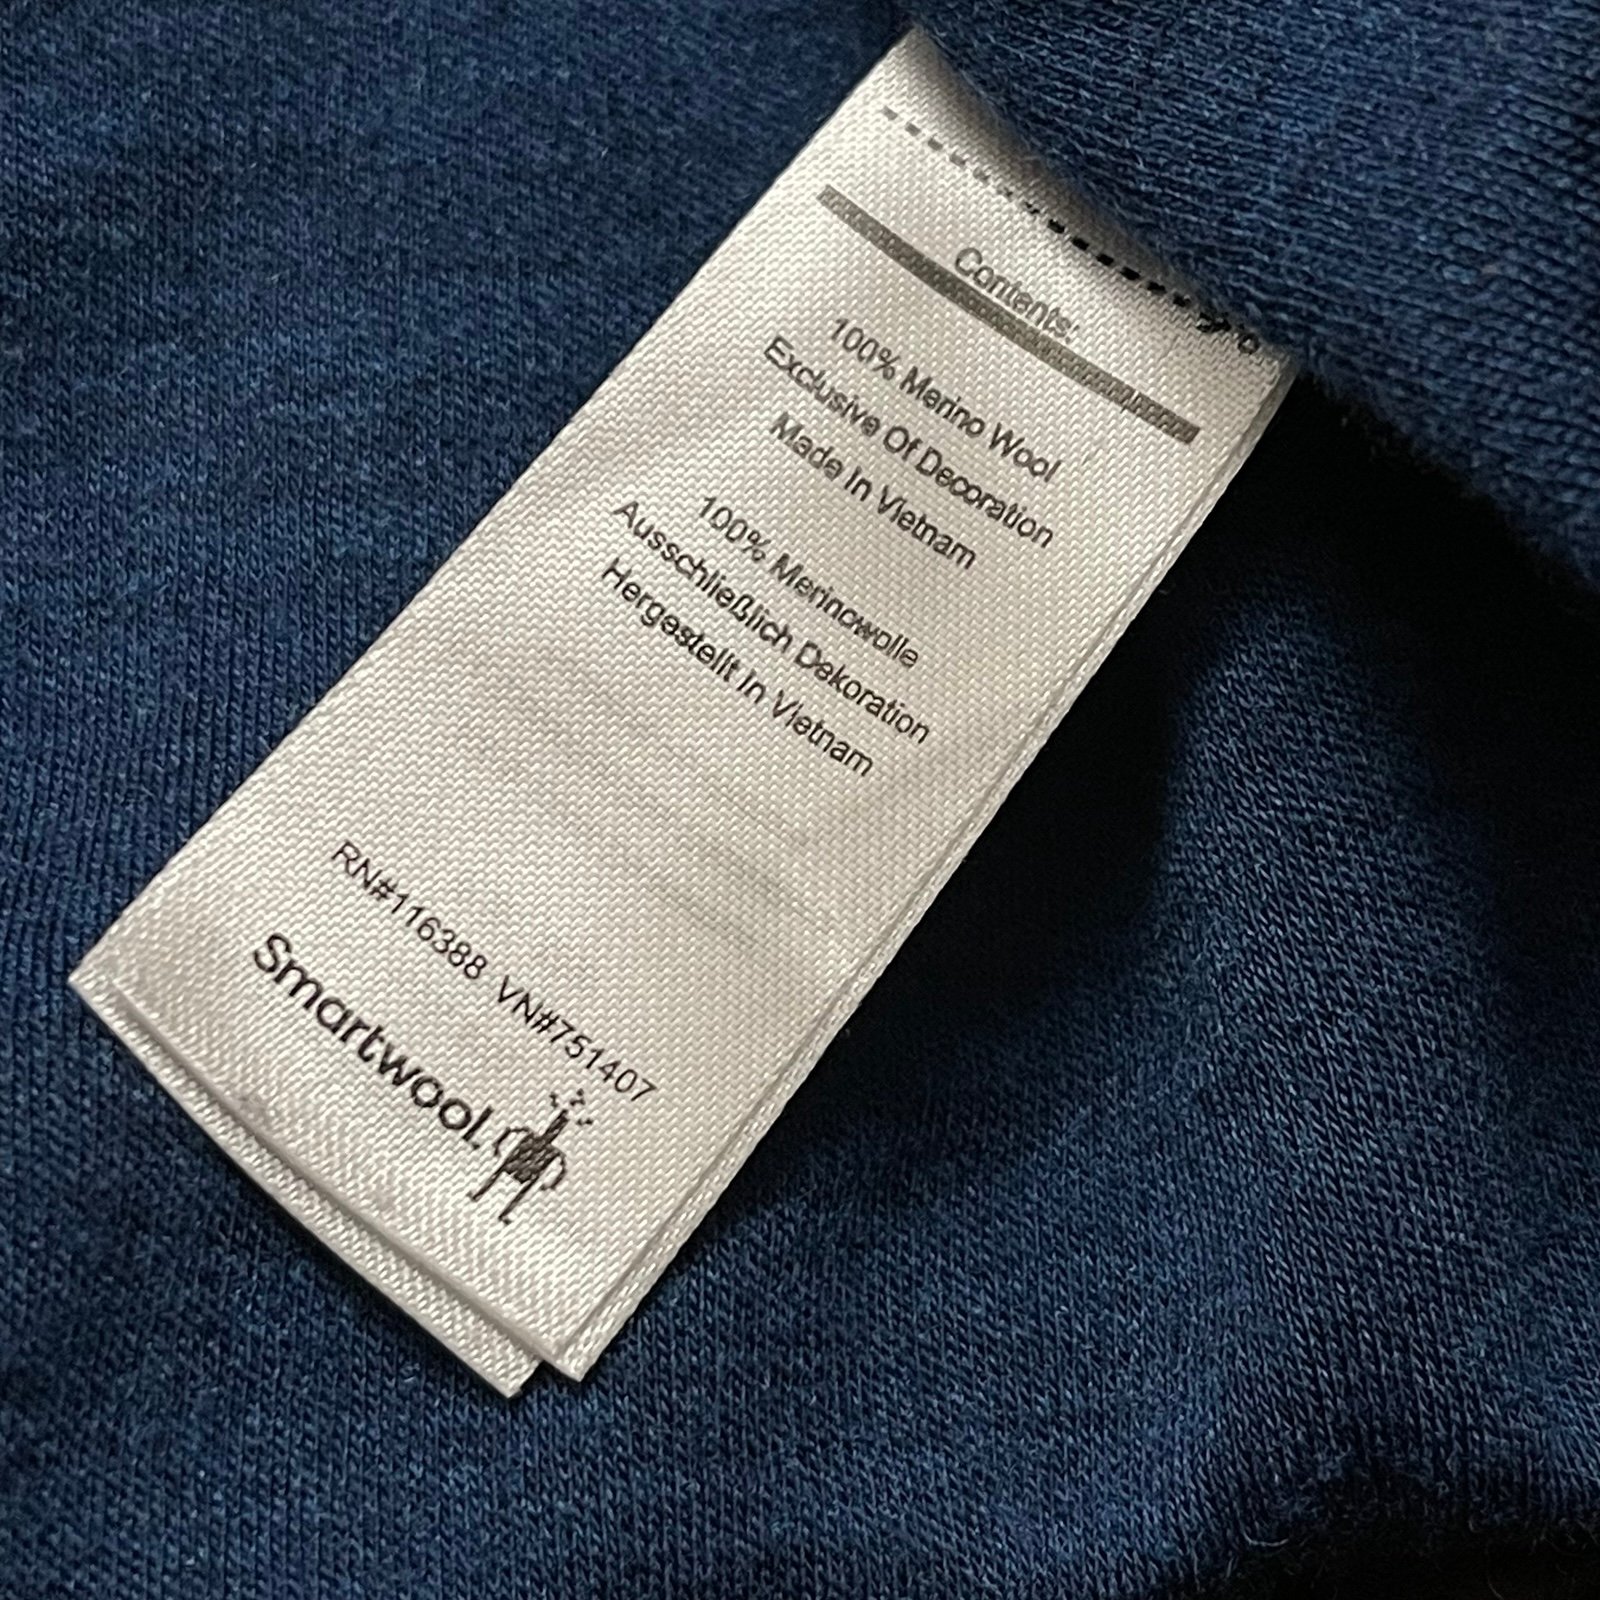 Contents:
100% Merino Wool
Exclusive Of Decoration
Made In Vietnam
100% Merinowolle
Ausschließlich Dekoration
Hergestellt In Vietnam
RN#116388 VN#751407
Smartwool.